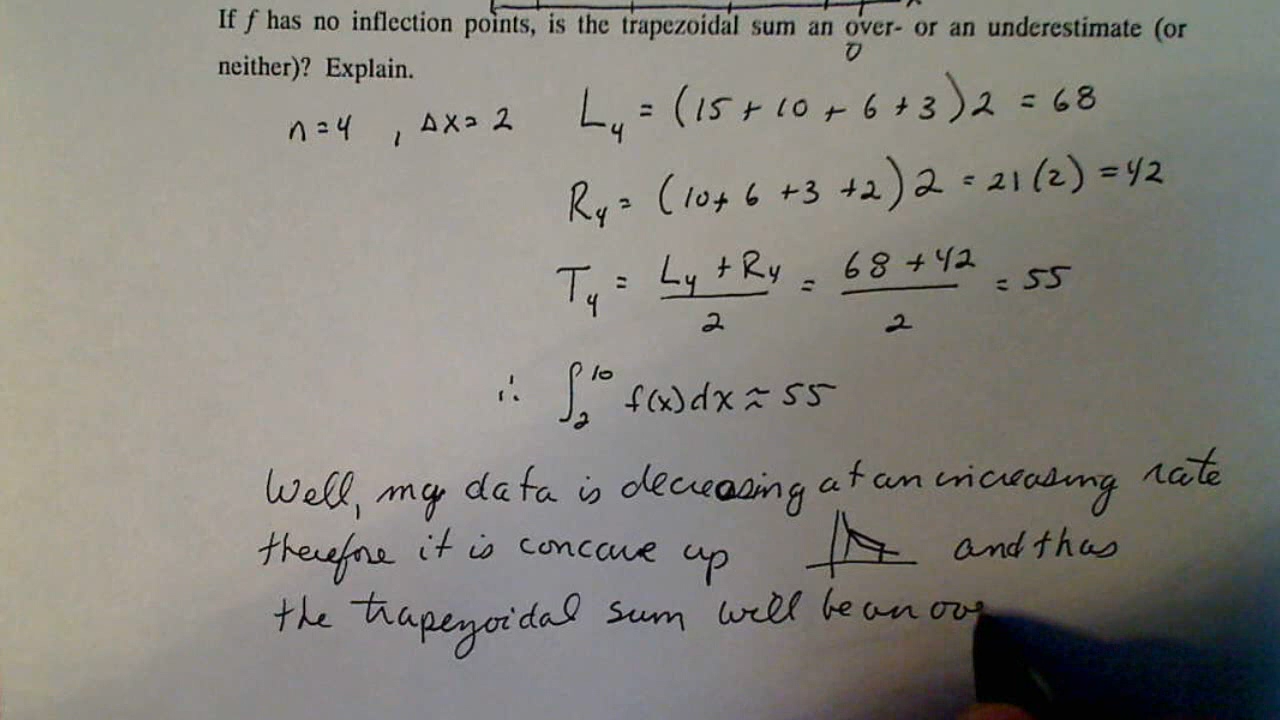 If f has no inflection points, is the trapezoidal sum an over- or an underestimate (or
neither)? Explain.
n=4 , Δx=2 L₄ = (15+10+6+3)2 = 68
R₄ = (10+6+3+2)2 = 21(2) = 42
T₄ = (L₄+R₄)/2 = (68+42)/2 = 55
∴ ∫₂¹⁰ f(x)dx ≈ 55
Well, my data is decreasing at an increasing rate
therefore it is concave up and thus
the trapezoidal sum will be an ove